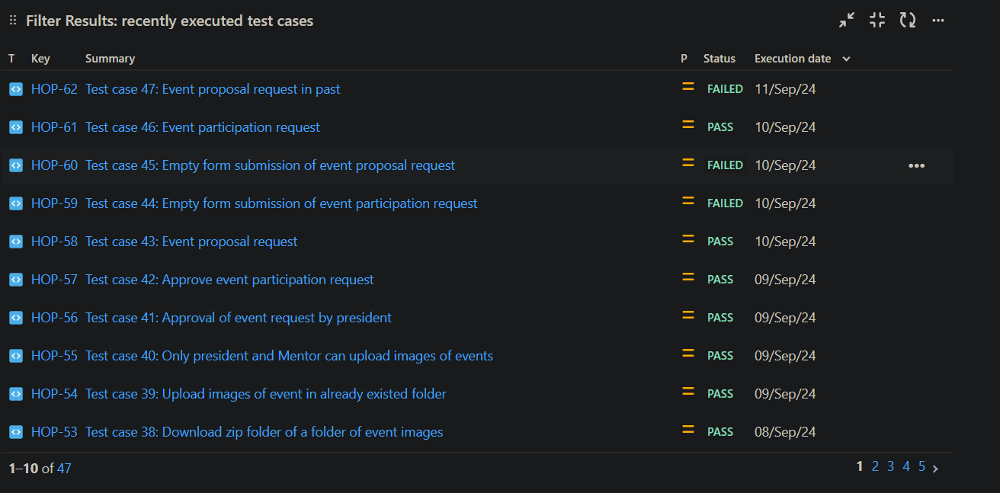 Filter Results: recently executed test cases
T Key Summary P Status Execution date
HOP-62 Test case 47: Event proposal request in past FAILED 11/Sep/24
HOP-61 Test case 46: Event participation request PASS 10/Sep/24
HOP-60 Test case 45: Empty form submission of event proposal request FAILED 10/Sep/24
HOP-59 Test case 44: Empty form submission of event participation request FAILED 10/Sep/24
HOP-58 Test case 43: Event proposal request PASS 10/Sep/24
HOP-57 Test case 42: Approve event participation request PASS 09/Sep/24
HOP-56 Test case 41: Approval of event request by president PASS 09/Sep/24
HOP-55 Test case 40: Only president and Mentor can upload images of events PASS 09/Sep/24
HOP-54 Test case 39: Upload images of event in already existed folder PASS 09/Sep/24
HOP-53 Test case 38: Download zip folder of a folder of event images PASS 08/Sep/24
1–10 of 47 1 2 3 4 5